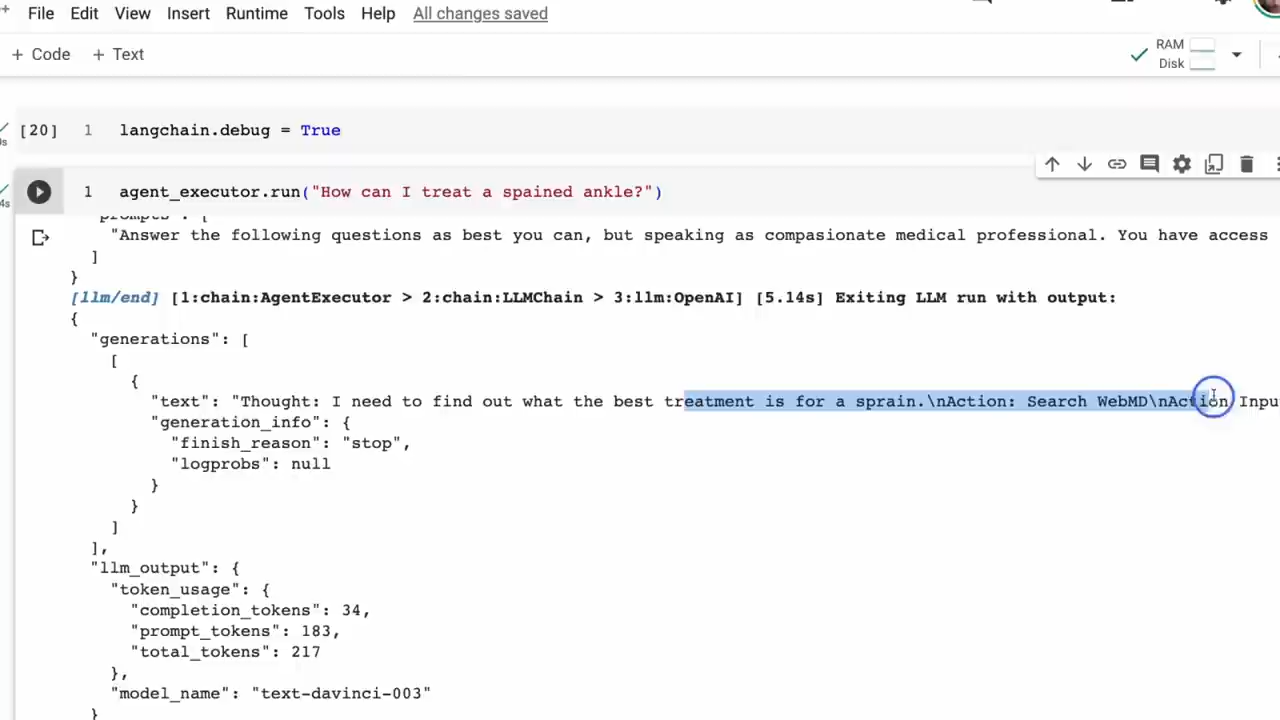 File Edit View Insert Runtime Tools Help All changes saved
+ Code + Text
RAM
Disk
[20] 1 langchain.debug = True
1 agent_executor.run("How can I treat a spained ankle?")
prompts : [
"Answer the following questions as best you can, but speaking as compasionate medical professional. You have access
]
}
[llm/end] [1:chain:AgentExecutor > 2:chain:LLMChain > 3:llm:OpenAI] [5.14s] Exiting LLM run with output:
{
"generations": [
[
{
"text": "Thought: I need to find out what the best treatment is for a sprain.\nAction: Search WebMD\nAction Inpu
"generation_info": {
"finish_reason": "stop",
"logprobs": null
}
}
]
],
"llm_output": {
"token_usage": {
"completion_tokens": 34,
"prompt_tokens": 183,
"total_tokens": 217
},
"model_name": "text-davinci-003"
}